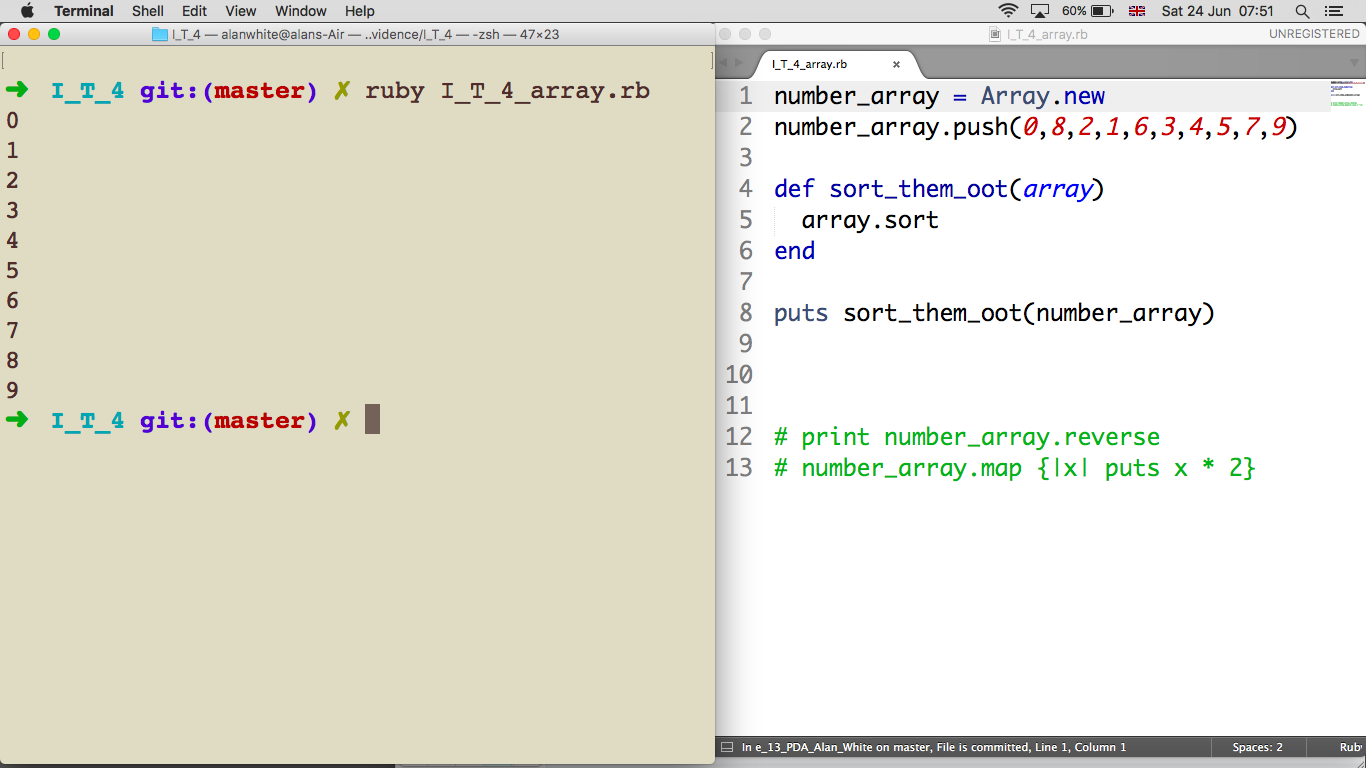 Terminal Shell Edit View Window Help 60% Sat 24 Jun 07:51
I_T_4 — alanwhite@alans-Air — ..vidence/I_T_4 — -zsh — 47×23
➜ I_T_4 git:(master) ✗ ruby I_T_4_array.rb
0
1
2
3
4
5
6
7
8
9
➜ I_T_4 git:(master) ✗
I_T_4_array.rb UNREGISTERED
I_T_4_array.rb ×
1 number_array = Array.new
2 number_array.push(0,8,2,1,6,3,4,5,7,9)
3
4 def sort_them_oot(array)
5   array.sort
6 end
7
8 puts sort_them_oot(number_array)
9
10
11
12 # print number_array.reverse
13 # number_array.map {|x| puts x * 2}
In e_13_PDA_Alan_White on master, File is committed, Line 1, Column 1 Spaces: 2 Rub